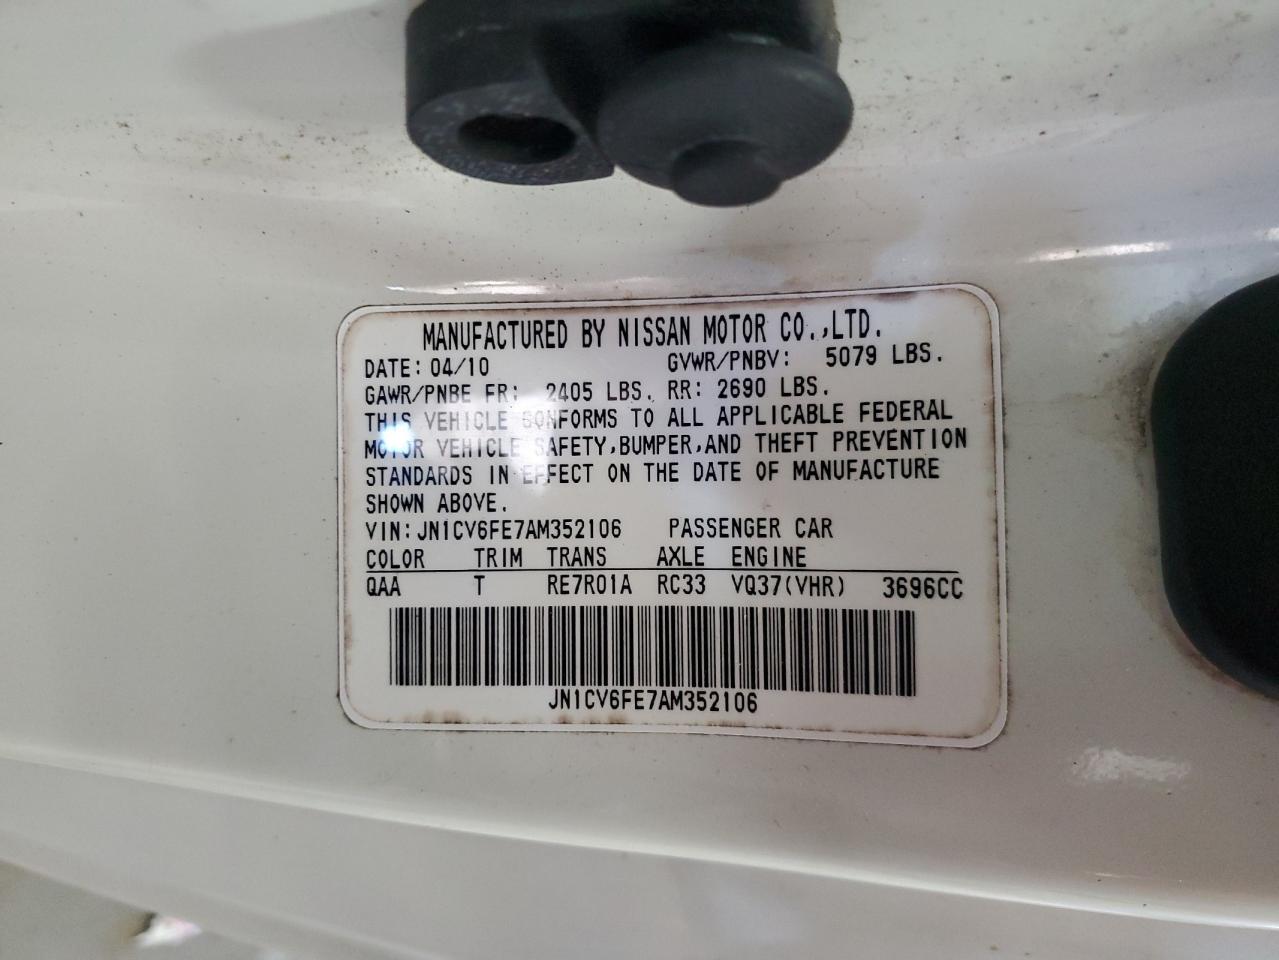 MANUFACTURED BY NISSAN MOTOR CO.,LTD.
DATE: 04/10 GVWR/PNBV: 5079 LBS.
GAWR/PNBE FR: 2405 LBS. RR: 2690 LBS.
THIS VEHICLE CONFORMS TO ALL APPLICABLE FEDERAL
MOTOR VEHICLE SAFETY,BUMPER,AND THEFT PREVENTION
STANDARDS IN EFFECT ON THE DATE OF MANUFACTURE
SHOWN ABOVE.
VIN: JN1CV6FE7AM352106 PASSENGER CAR
COLOR TRIM TRANS AXLE ENGINE
QAA T RE7R01A RC33 VQ37(VHR) 3696CC
JN1CV6FE7AM352106